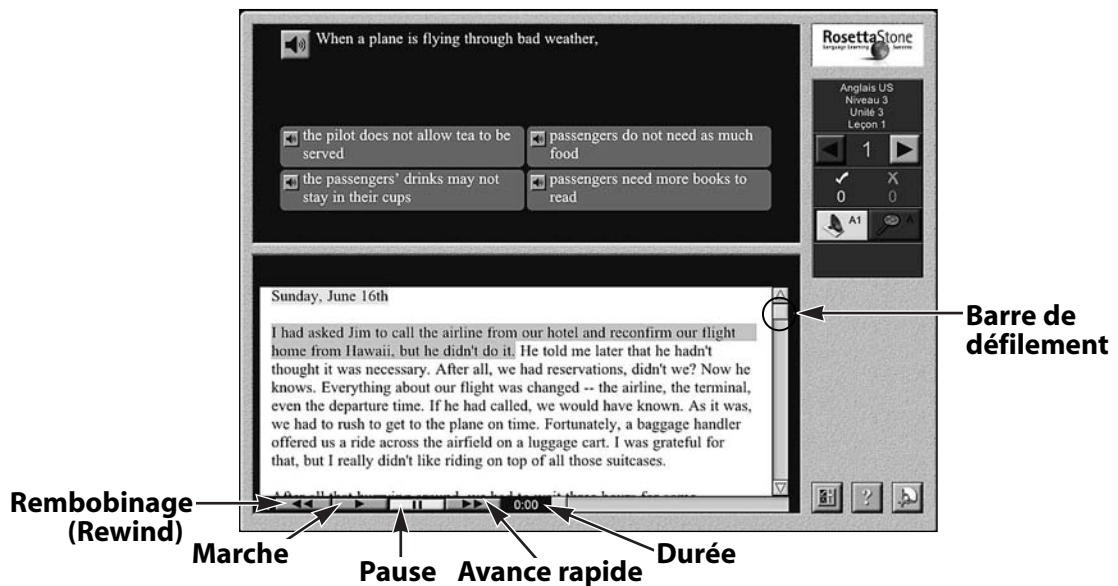 When a plane is flying through bad weather,
the pilot does not allow tea to be
served
passengers do not need as much
food
the passengers' drinks may not
stay in their cups
passengers need more books to
read
RosettaStone
Language Learning Success
Anglais US
Niveau 3
Unité 3
Leçon 1
1
0
0
A1
A
Sunday, June 16th
I had asked Jim to call the airline from our hotel and reconfirm our flight
home from Hawaii, but he didn't do it. He told me later that he hadn't
thought it was necessary. After all, we had reservations, didn't we? Now he
knows. Everything about our flight was changed -- the airline, the terminal,
even the departure time. If he had called, we would have known. As it was,
we had to rush to get to the plane on time. Fortunately, a baggage handler
offered us a ride across the airfield on a luggage cart. I was grateful for
that, but I really didn't like riding on top of all those suitcases.
After all that
0:00
?
Barre de
défilement
Rembobinage
(Rewind)
Marche
Pause
Avance rapide
Durée